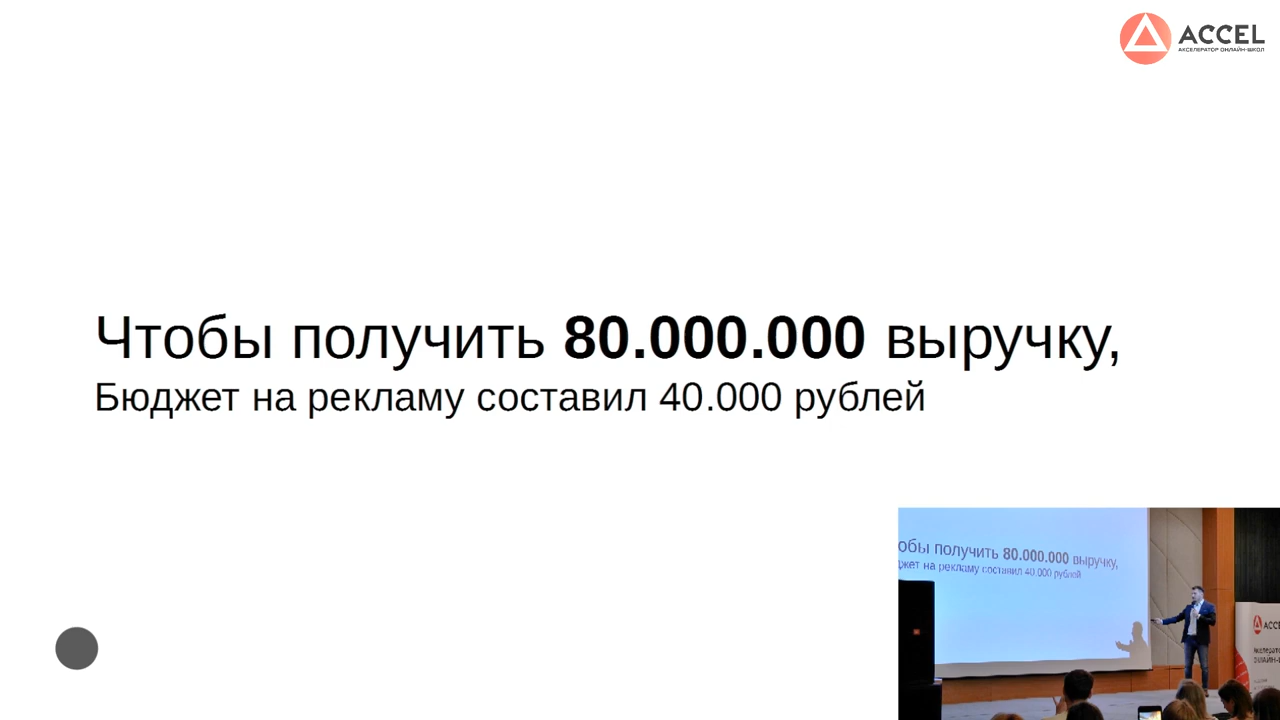 ACCEL
АКСЕЛЕРАТОР ОНЛАЙН-ШКОЛ
Чтобы получить 80.000.000 выручку,
Бюджет на рекламу составил 40.000 рублей
обы получить 80.000.000 выручку,
джет на рекламу составил 40.000 рублей
ACCE